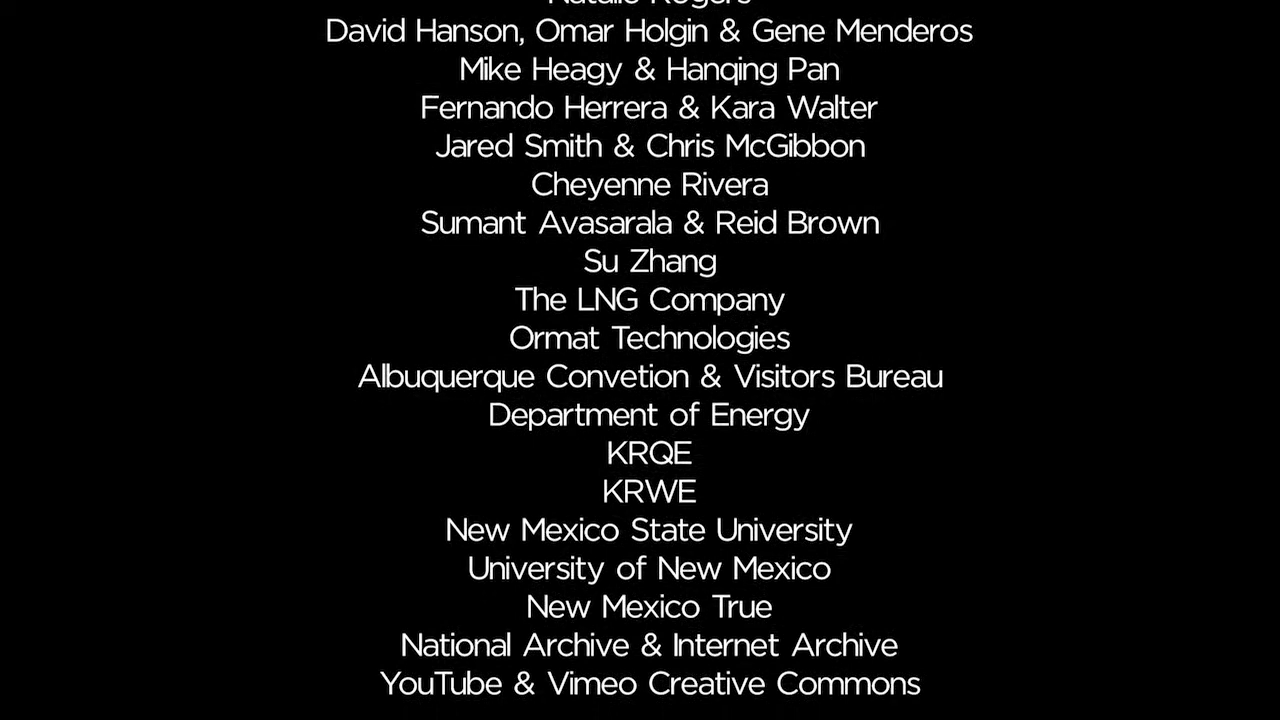 Natalie Rogers
David Hanson, Omar Holgin & Gene Menderos
Mike Heagy & Hanqing Pan
Fernando Herrera & Kara Walter
Jared Smith & Chris McGibbon
Cheyenne Rivera
Sumant Avasarala & Reid Brown
Su Zhang
The LNG Company
Ormat Technologies
Albuquerque Convetion & Visitors Bureau
Department of Energy
KRQE
KRWE
New Mexico State University
University of New Mexico
New Mexico True
National Archive & Internet Archive
YouTube & Vimeo Creative Commons